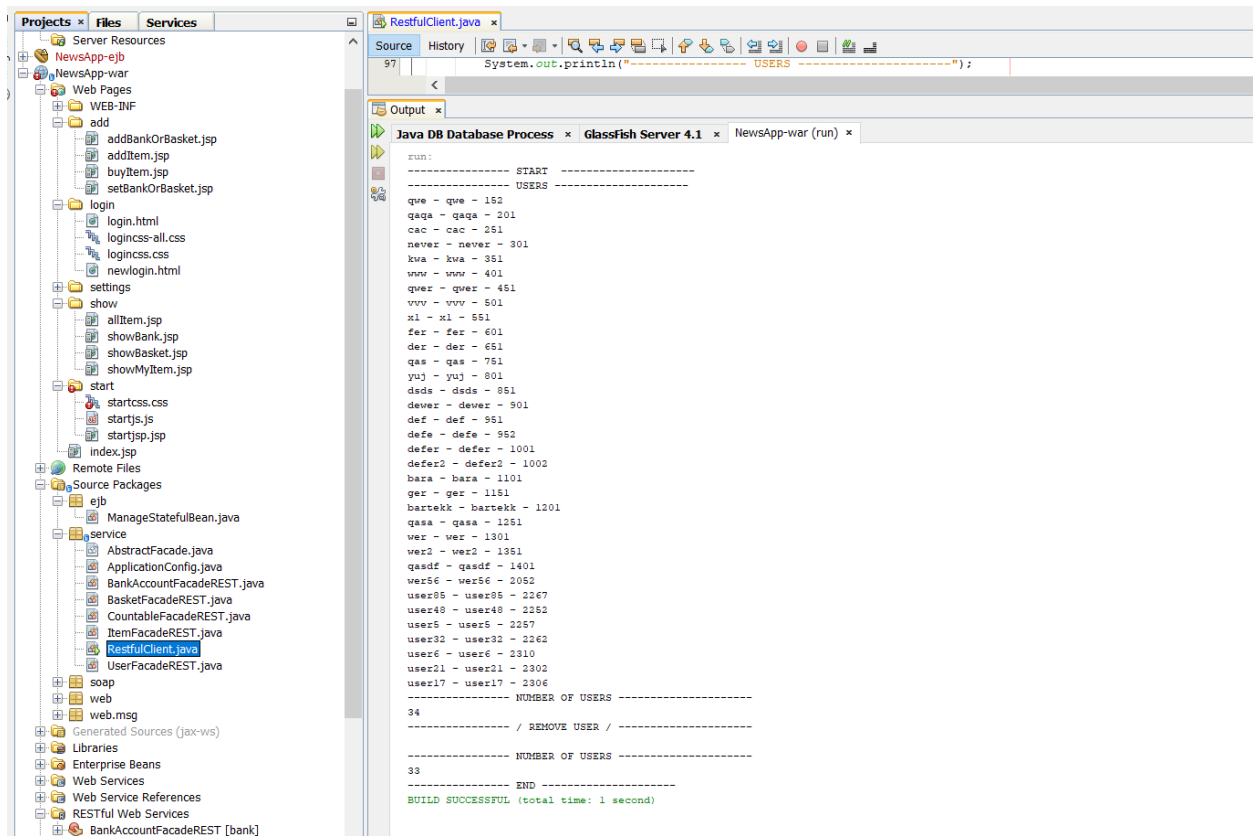 Projects × Files Services
Server Resources
NewsApp-ejb
NewsApp-war
Web Pages
WEB-INF
add
addBankOrBasket.jsp
addItem.jsp
buyItem.jsp
setBankOrBasket.jsp
login
login.html
logincss-all.css
logincss.css
newlogin.html
settings
show
allItem.jsp
showBank.jsp
showBasket.jsp
showMyItem.jsp
start
startcss.css
startjs.js
startjsp.jsp
index.jsp
Remote Files
Source Packages
ejb
ManageStatefulBean.java
service
AbstractFacade.java
ApplicationConfig.java
BankAccountFacadeREST.java
BasketFacadeREST.java
CountableFacadeREST.java
ItemFacadeREST.java
RestfulClient.java
UserFacadeREST.java
soap
web
web.msg
Generated Sources (jax-ws)
Libraries
Enterprise Beans
Web Services
Web Service References
RESTful Web Services
BankAccountFacadeREST [bank]
RestfulClient.java ×
Source History
97 System.out.println("---------------- USERS ---------------------");
Output ×
Java DB Database Process × GlassFish Server 4.1 × NewsApp-war (run) ×
run:
---------------- START ---------------------
---------------- USERS ---------------------
qwe - qwe - 152
qaqa - qaqa - 201
cac - cac - 251
never - never - 301
kwa - kwa - 351
www - www - 401
qwer - qwer - 451
vvv - vvv - 501
x1 - x1 - 551
fer - fer - 601
der - der - 651
qas - qas - 751
yuj - yuj - 801
dsds - dsds - 851
dewer - dewer - 901
def - def - 951
defe - defe - 952
defer - defer - 1001
defer2 - defer2 - 1002
bara - bara - 1101
ger - ger - 1151
bartekk - bartekk - 1201
qasa - qasa - 1251
wer - wer - 1301
wer2 - wer2 - 1351
qasdf - qasdf - 1401
wer56 - wer56 - 2052
user85 - user85 - 2267
user48 - user48 - 2252
user5 - user5 - 2257
user32 - user32 - 2262
user6 - user6 - 2310
user21 - user21 - 2302
user17 - user17 - 2306
---------------- NUMBER OF USERS ---------------------
34
---------------- / REMOVE USER / ---------------------
---------------- NUMBER OF USERS ---------------------
33
---------------- END ---------------------
BUILD SUCCESSFUL (total time: 1 second)